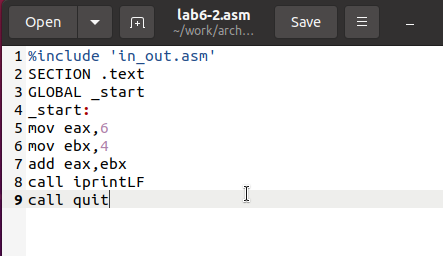 Open
lab6-2.asm
~/work/arch...
Save
1 %include 'in_out.asm'
2 SECTION .text
3 GLOBAL _start
4 _start:
5 mov eax,6
6 mov ebx,4
7 add eax,ebx
8 call iprintLF
9 call quit